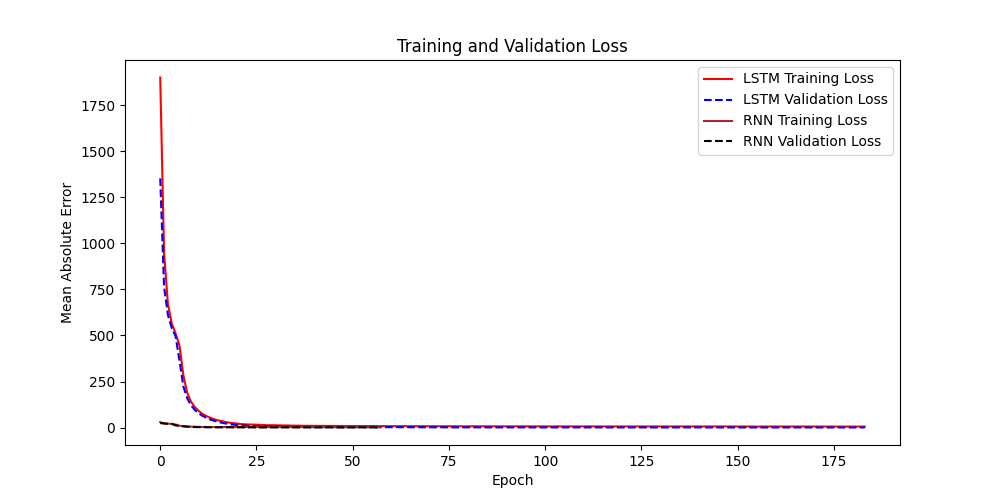 Training and Validation Loss
LSTM Training Loss
LSTM Validation Loss
RNN Training Loss
RNN Validation Loss
Mean Absolute Error
1750
1500
1250
1000
750
500
250
0
0 25 50 75 100 125 150 175
Epoch